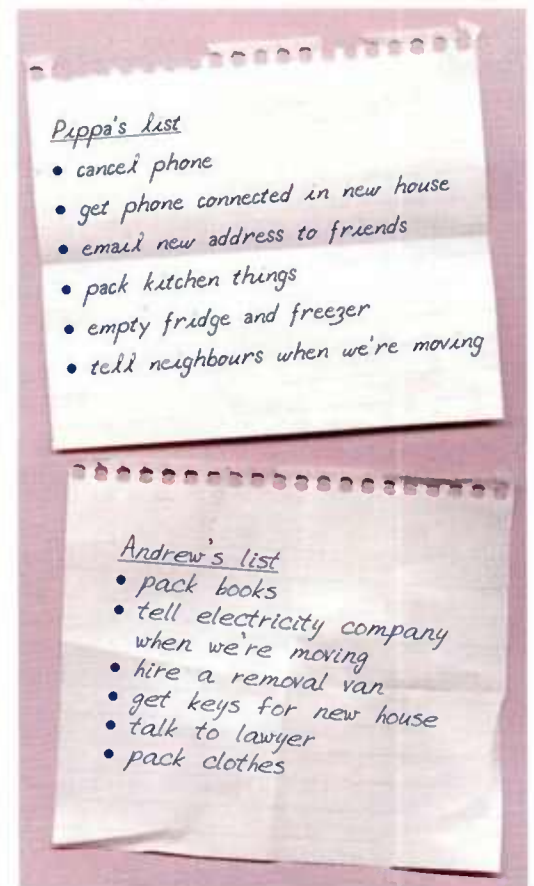 Pippa's list
• cancel phone
• get phone connected in new house
• email new address to friends
• pack kitchen things
• empty fridge and freezer
• tell neighbours when we're moving
Andrew's list
• pack books
• tell electricity company
when we're moving
• hire a removal van
• get keys for new house
• talk to lawyer
• pack clothes